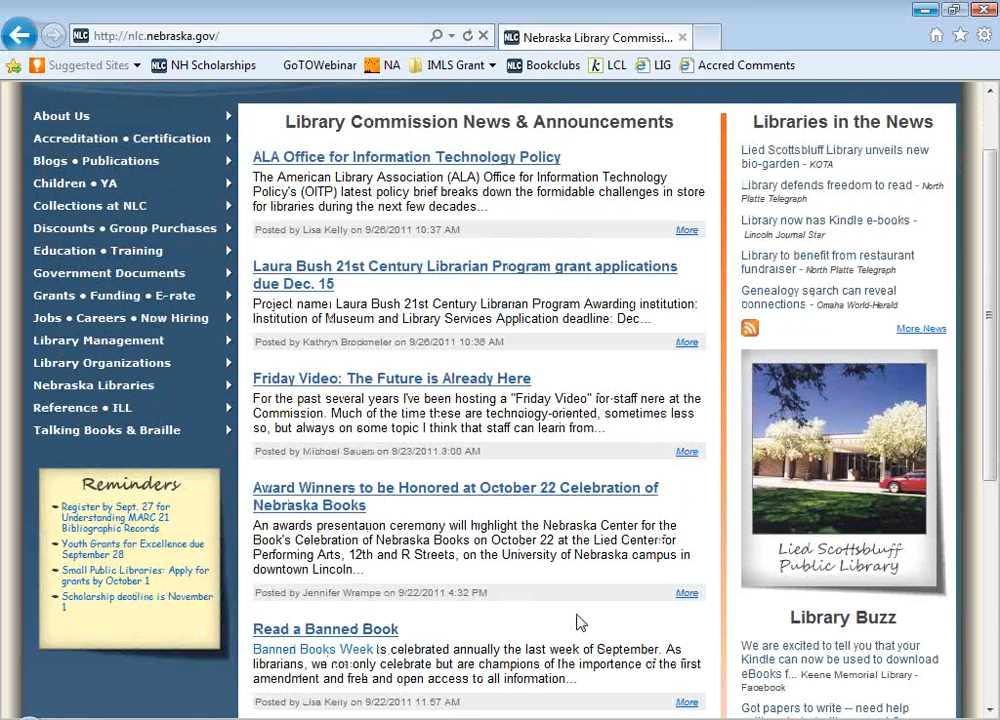 NLC http://nlc.nebraska.gov/
NLC Nebraska Library Commissi...
Suggested Sites
NLC NH Scholarships
GoTOWebinar
NA
IMLS Grant
NLC Bookclubs
k LCL
LIG
Accred Comments
About Us
Accreditation • Certification
Blogs • Publications
Children • YA
Collections at NLC
Discounts • Group Purchases
Education • Training
Government Documents
Grants • Funding • E-rate
Jobs • Careers • Now Hiring
Library Management
Library Organizations
Nebraska Libraries
Reference • ILL
Talking Books & Braille
Reminders
Register by Sept. 27 for
Understanding MARC 21
Bibliographic Records
Youth Grants for Excellence due
September 28
Small Public Libraries: Apply for
grants by October 1
Scholarship deadline is November
1
Library Commission News & Announcements
ALA Office for Information Technology Policy
The American Library Association (ALA) Office for Information Technology
Policy's (OITP) latest policy brief breaks down the formidable challenges in store
for libraries during the next few decades...
Posted by Lisa Kelly on 9/26/2011 10:37 AM More
Laura Bush 21st Century Librarian Program grant applications
due Dec. 15
Project name: Laura Bush 21st Century Librarian Program Awarding institution:
Institution of Museum and Library Services Application deadline: Dec...
Posted by Kathryn Brockmeier on 9/26/2011 10:36 AM More
Friday Video: The Future is Already Here
For the past several years I've been hosting a "Friday Video" for staff here at the
Commission. Much of the time these are technology-oriented, sometimes less
so, but always on some topic I think that staff can learn from...
Posted by Michael Sauers on 9/23/2011 3:00 AM More
Award Winners to be Honored at October 22 Celebration of
Nebraska Books
An awards presentation ceremony will highlight the Nebraska Center for the
Book's Celebration of Nebraska Books on October 22 at the Lied Center for
Performing Arts, 12th and R Streets, on the University of Nebraska campus in
downtown Lincoln...
Posted by Jennifer Wrampe on 9/22/2011 4:32 PM More
Read a Banned Book
Banned Books Week is celebrated annually the last week of September. As
librarians, we not only celebrate but are champions of the importance of the first
amendment and free and open access to all information...
Posted by Lisa Kelly on 9/22/2011 11:57 AM More
Libraries in the News
Lied Scottsbluff Library unveils new
bio-garden - KOTA
Library defends freedom to read - North
Platte Telegraph
Library now has Kindle e-books -
Lincoln Journal Star
Library to benefit from restaurant
fundraiser - North Platte Telegraph
Genealogy search can reveal
connections - Omaha World-Herald
More News
Lied Scottsbluff
Public Library
Library Buzz
We are excited to tell you that your
Kindle can now be used to download
eBooks f... Keene Memorial Library -
Facebook
Got papers to write -- need help